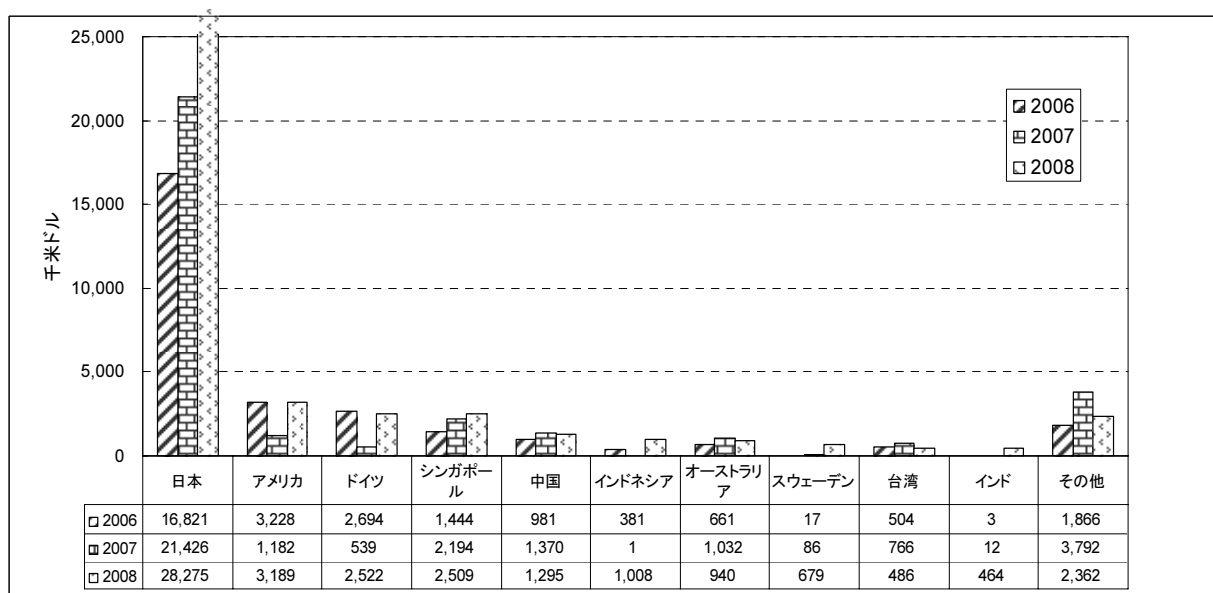 25,000
20,000
15,000
10,000
5,000
0
千米ドル
2006
2007
2008
日本 アメリカ ドイツ シンガポール 中国 インドネシア オーストラリア スウェーデン 台湾 インド その他
2006 16,821 3,228 2,694 1,444 981 381 661 17 504 3 1,866
2007 21,426 1,182 539 2,194 1,370 1 1,032 86 766 12 3,792
2008 28,275 3,189 2,522 2,509 1,295 1,008 940 679 486 464 2,362